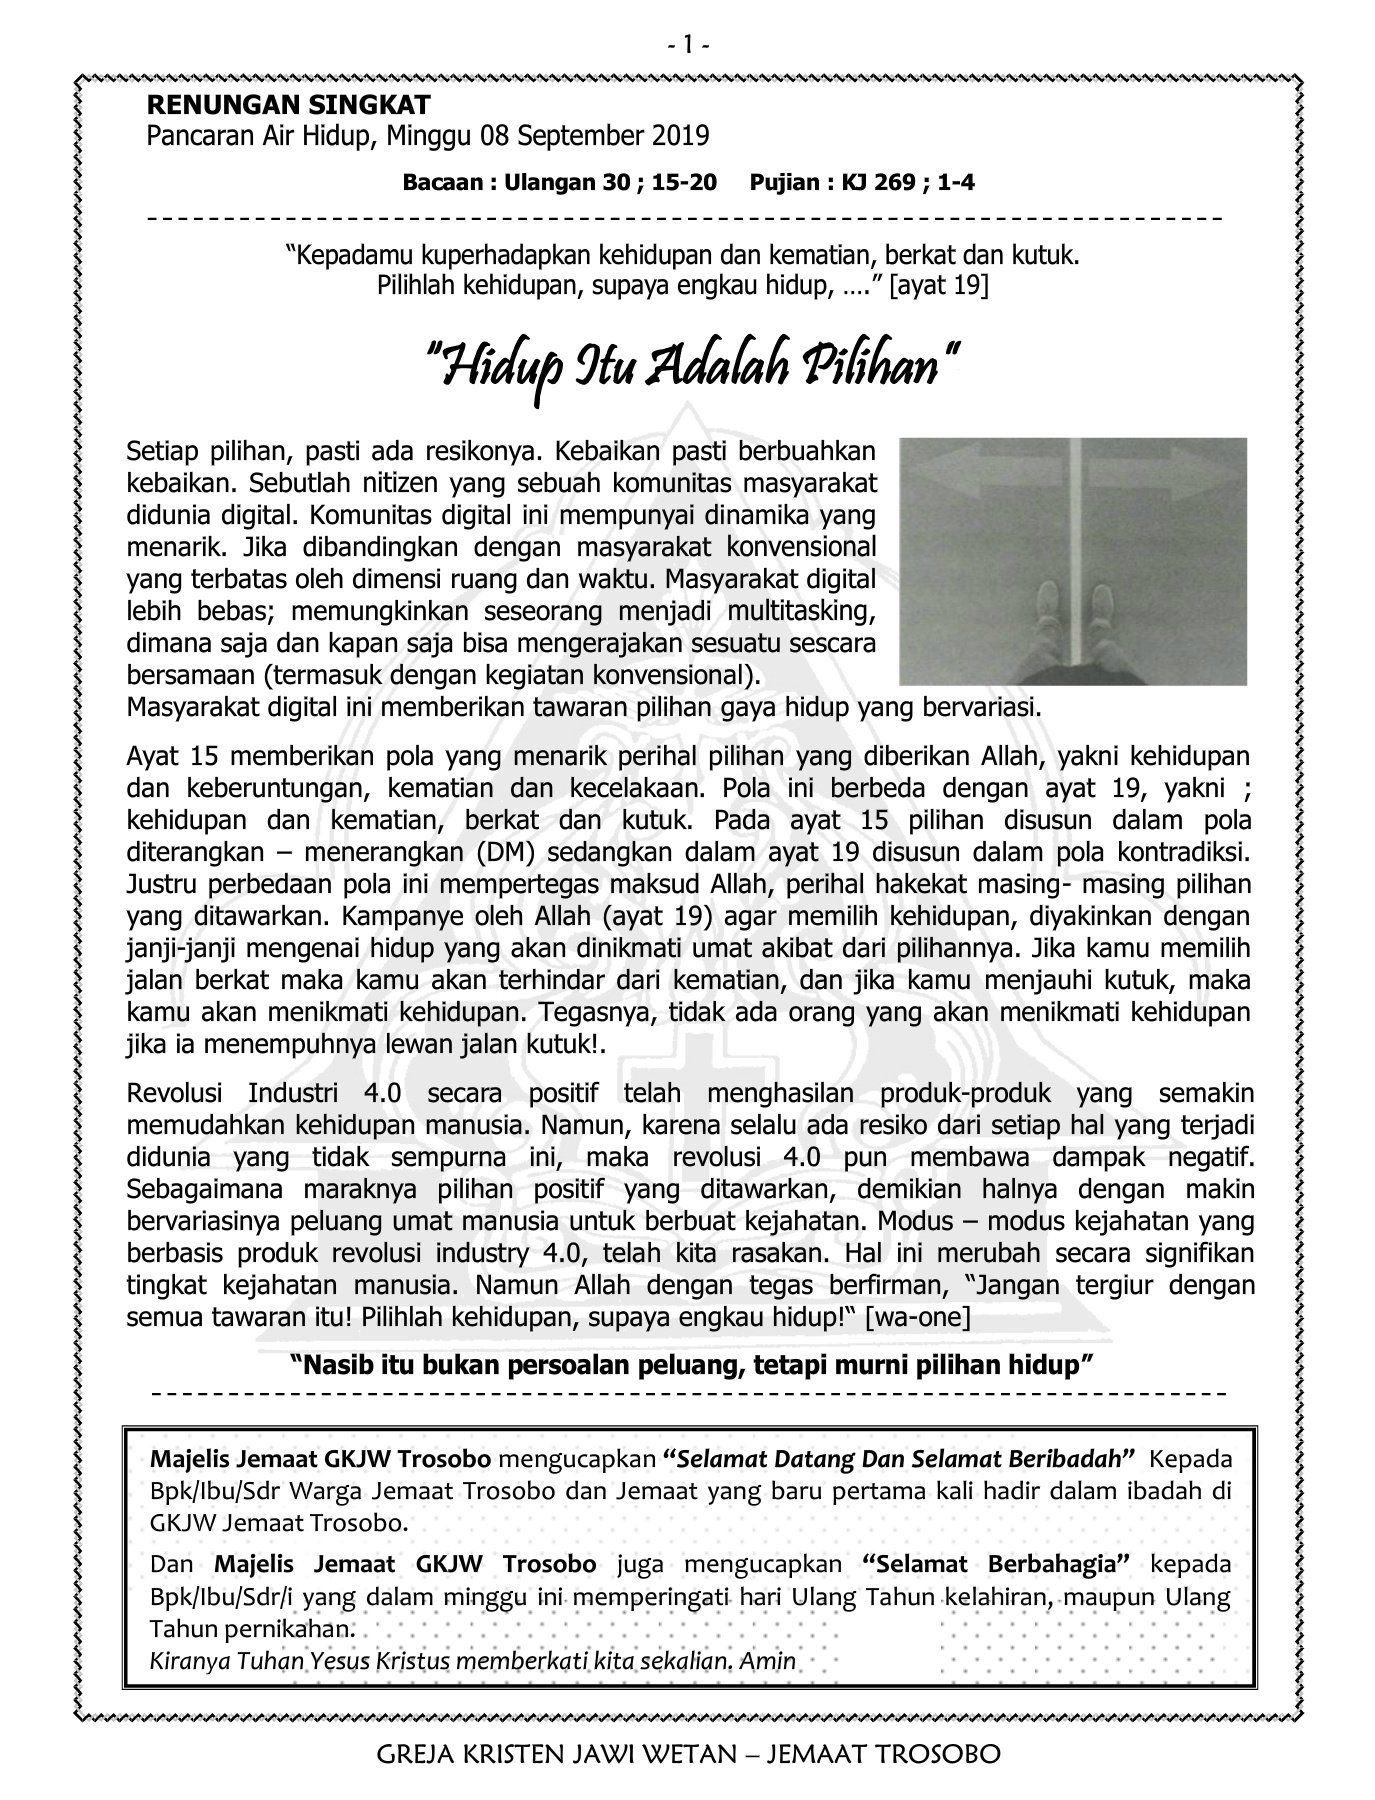 - 1 -
RENUNGAN SINGKAT
Pancaran Air Hidup, Minggu 08 September 2019
Bacaan : Ulangan 30 ; 15-20 Pujian : KJ 269 ; 1-4
“Kepadamu kuperhadapkan kehidupan dan kematian, berkat dan kutuk.
Pilihlah kehidupan, supaya engkau hidup, ….” [ayat 19]
"Hidup Itu Adalah Pilihan"
Setiap pilihan, pasti ada resikonya. Kebaikan pasti berbuahkan
kebaikan. Sebutlah nitizen yang sebuah komunitas masyarakat
didunia digital. Komunitas digital ini mempunyai dinamika yang
menarik. Jika dibandingkan dengan masyarakat konvensional
yang terbatas oleh dimensi ruang dan waktu. Masyarakat digital
lebih bebas; memungkinkan seseorang menjadi multitasking,
dimana saja dan kapan saja bisa mengerajakan sesuatu sescara
bersamaan (termasuk dengan kegiatan konvensional).
Masyarakat digital ini memberikan tawaran pilihan gaya hidup yang bervariasi.
Ayat 15 memberikan pola yang menarik perihal pilihan yang diberikan Allah, yakni kehidupan
dan keberuntungan, kematian dan kecelakaan. Pola ini berbeda dengan ayat 19, yakni ;
kehidupan dan kematian, berkat dan kutuk. Pada ayat 15 pilihan disusun dalam pola
diterangkan – menerangkan (DM) sedangkan dalam ayat 19 disusun dalam pola kontradiksi.
Justru perbedaan pola ini mempertegas maksud Allah, perihal hakekat masing- masing pilihan
yang ditawarkan. Kampanye oleh Allah (ayat 19) agar memilih kehidupan, diyakinkan dengan
janji-janji mengenai hidup yang akan dinikmati umat akibat dari pilihannya. Jika kamu memilih
jalan berkat maka kamu akan terhindar dari kematian, dan jika kamu menjauhi kutuk, maka
kamu akan menikmati kehidupan. Tegasnya, tidak ada orang yang akan menikmati kehidupan
jika ia menempuhnya lewan jalan kutuk!.
Revolusi Industri 4.0 secara positif telah menghasilan produk-produk yang semakin
memudahkan kehidupan manusia. Namun, karena selalu ada resiko dari setiap hal yang terjadi
didunia yang tidak sempurna ini, maka revolusi 4.0 pun membawa dampak negatif.
Sebagaimana maraknya pilihan positif yang ditawarkan, demikian halnya dengan makin
bervariasinya peluang umat manusia untuk berbuat kejahatan. Modus – modus kejahatan yang
berbasis produk revolusi industry 4.0, telah kita rasakan. Hal ini merubah secara signifikan
tingkat kejahatan manusia. Namun Allah dengan tegas berfirman, “Jangan tergiur dengan
semua tawaran itu! Pilihlah kehidupan, supaya engkau hidup!“ [wa-one]
“Nasib itu bukan persoalan peluang, tetapi murni pilihan hidup”
Majelis Jemaat GKJW Trosobo mengucapkan “Selamat Datang Dan Selamat Beribadah” Kepada
Bpk/Ibu/Sdr Warga Jemaat Trosobo dan Jemaat yang baru pertama kali hadir dalam ibadah di
GKJW Jemaat Trosobo.
Dan Majelis Jemaat GKJW Trosobo juga mengucapkan “Selamat Berbahagia” kepada
Bpk/Ibu/Sdr/i yang dalam minggu ini memperingati hari Ulang Tahun kelahiran, maupun Ulang
Tahun pernikahan.
Kiranya Tuhan Yesus Kristus memberkati kita sekalian. Amin
GREJA KRISTEN JAWI WETAN – JEMAAT TROSOBO